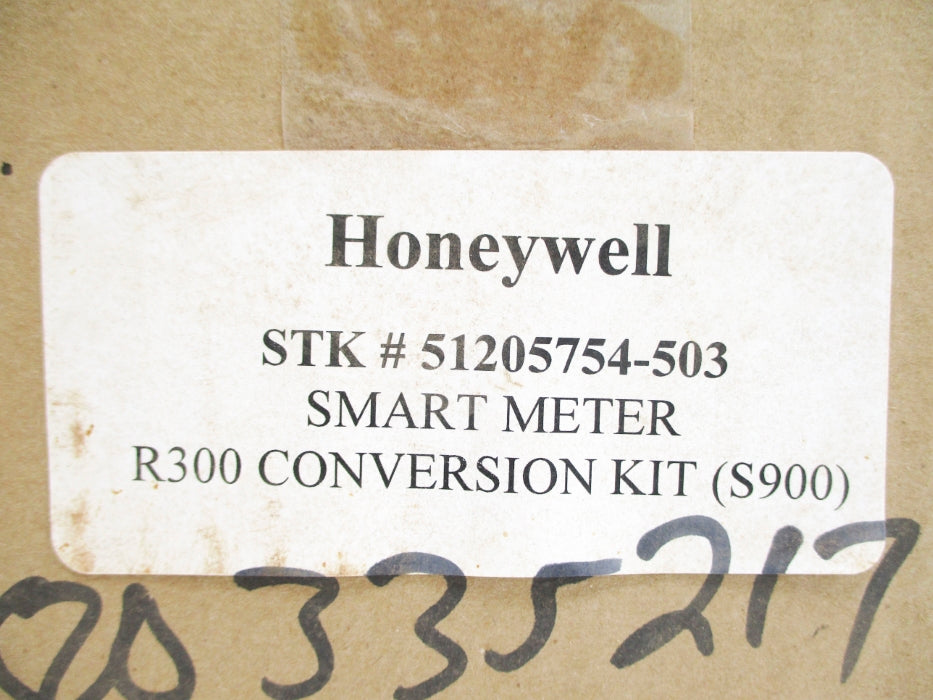 Honeywell
STK # 51205754-503
SMART METER
R300 CONVERSION KIT (S900)
335217